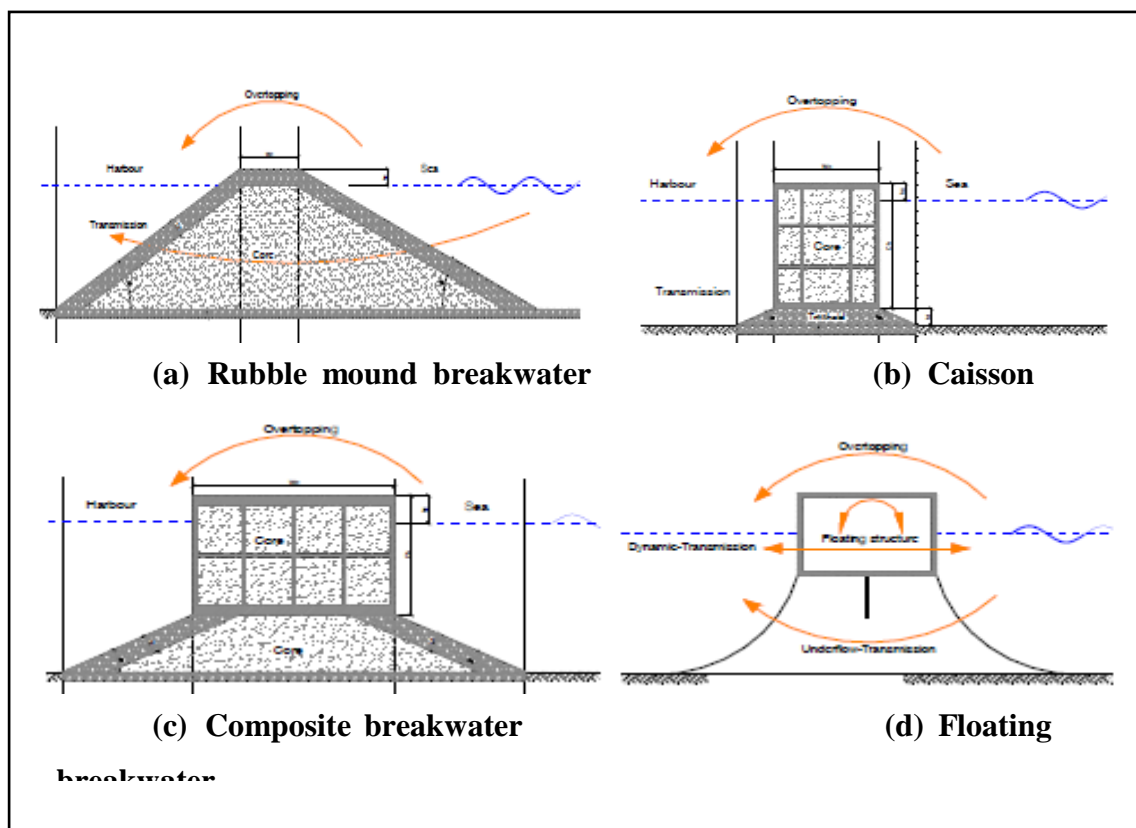 Overtopping
Harbour
Sea
Transmission
Core
(a) Rubble mound breakwater
Overtopping
Harbour
Sea
Core
Transmission
(b) Caisson
Overtopping
Harbour
Sea
Core
Core
(c) Composite breakwater
Overtopping
Floating structure
Dynamic-Transmission
Underflow-Transmission
(d) Floating
breakwater